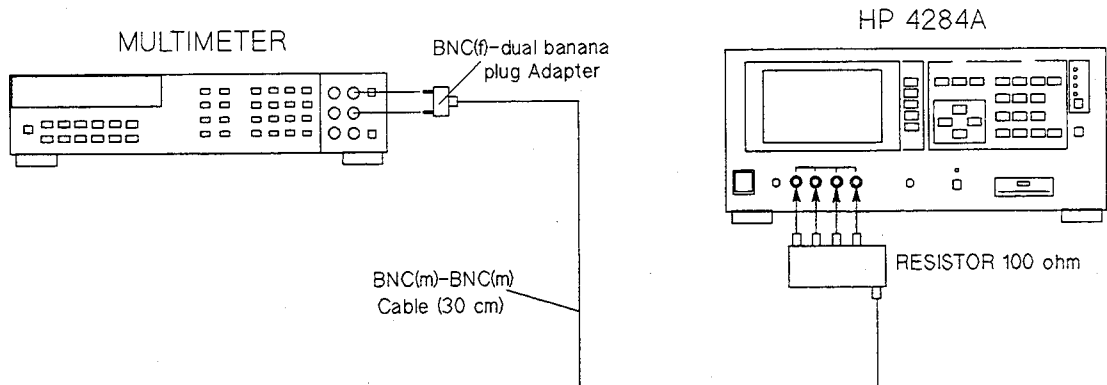 HP 4284A
MULTIMETER
BNC(f)-dual banana
plug Adapter
RESISTOR 100 ohm
BNC(m)-BNC(m)
Cable (30 cm)